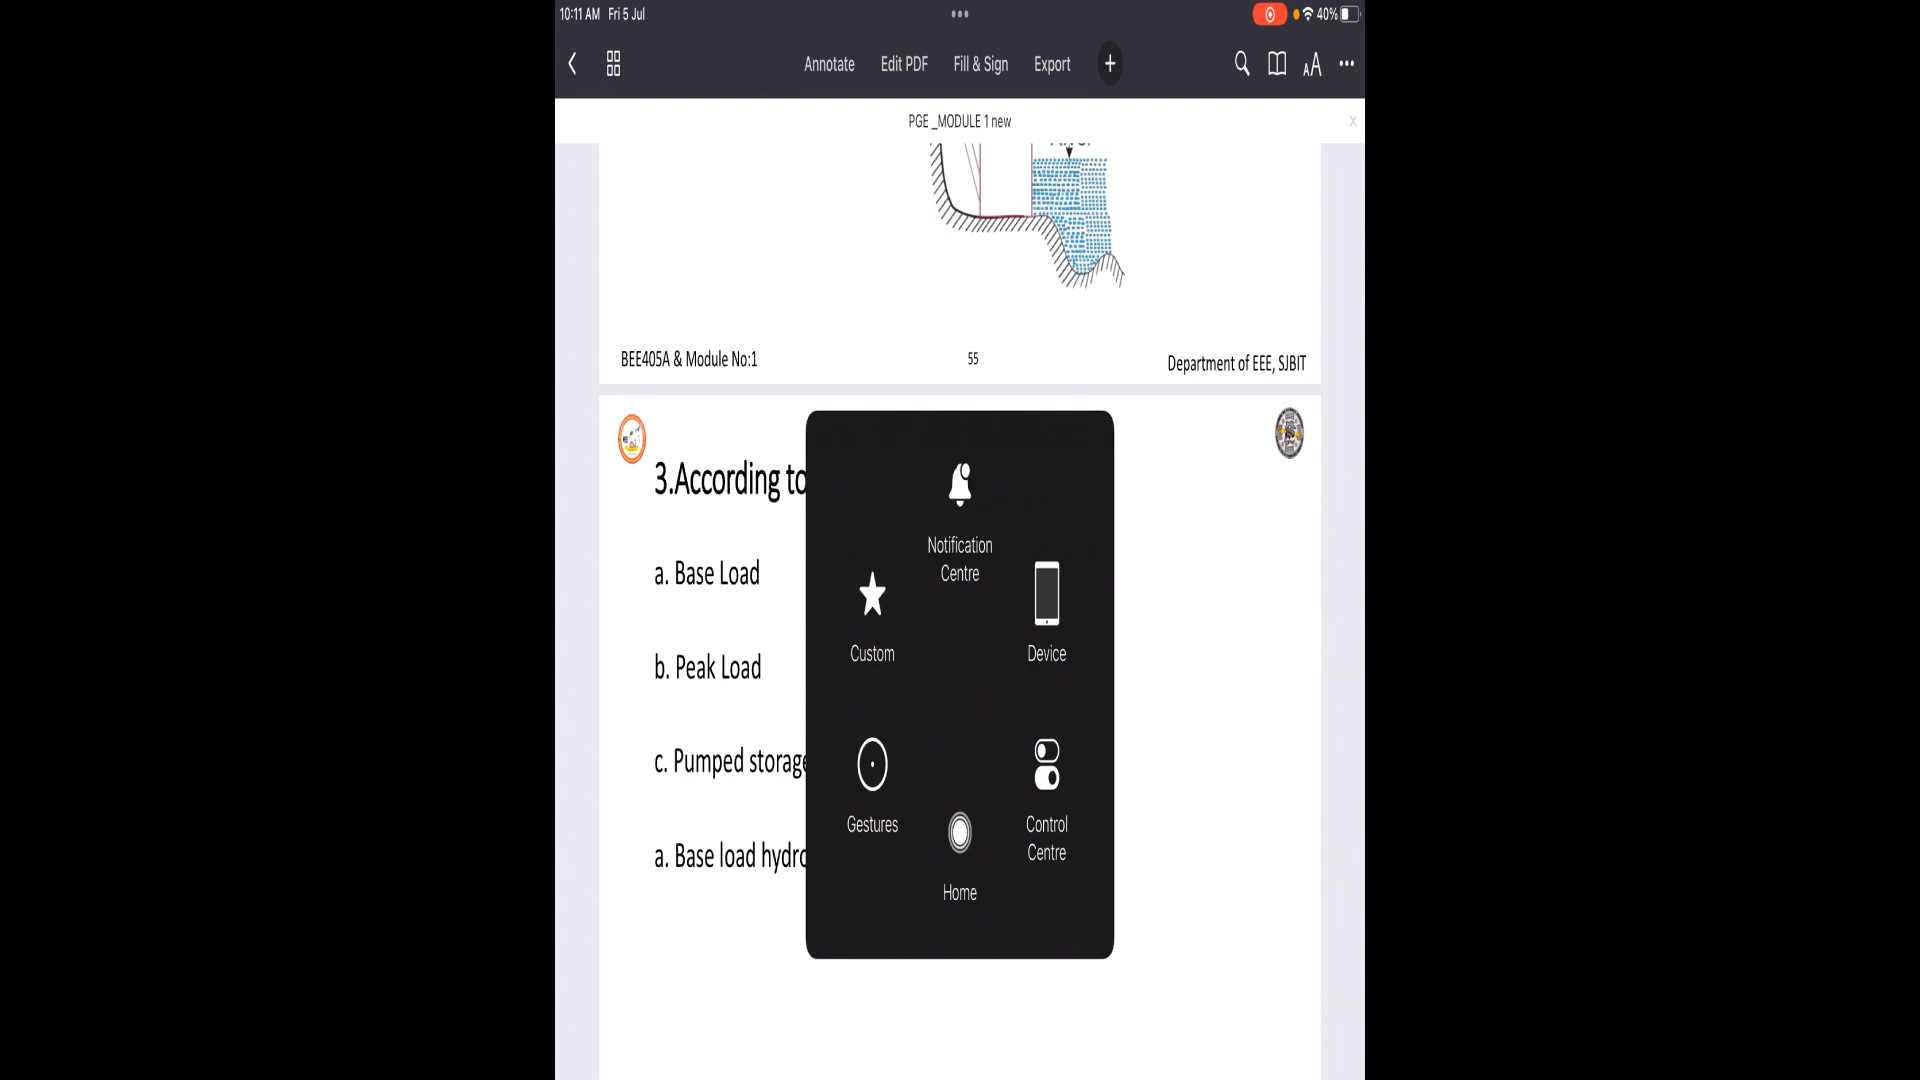 10:11 AM Fri 5 Jul
40%
Annotate Edit PDF Fill & Sign Export
AA
PGE _MODULE 1 new
BEE405A & Module No:1
55
Department of EEE, SJBIT
3.According to
a. Base Load
b. Peak Load
c. Pumped storage
a. Base load hydro
Notification
Centre
Custom
Device
Gestures
Control
Centre
Home